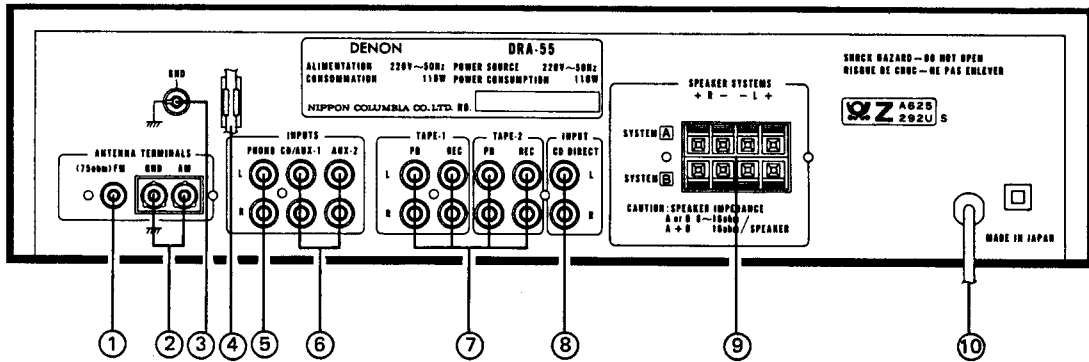 DENON DRA-55
ALIMENTATION 220V~50Hz POWER SOURCE 220V~50Hz
CONSOMMATION 110W POWER CONSUMPTION 110W
NIPPON COLUMBIA CO. LTD. NO.
SHOCK HAZARD—DO NOT OPEN
RISQUE DE CHOC—NE PAS ENLEVER
Z A625
292U S
GND
ANTENNA TERMINALS
(75ohm) FM GND AM
INPUTS
PHONO CD/AUX-1 AUX-2
L
R
TAPE-1 TAPE-2 INPUT
PB REC PB REC CD DIRECT
L L
R R
SPEAKER SYSTEMS
+ R - - L +
SYSTEM A
SYSTEM B
CAUTION: SPEAKER IMPEDANCE
A or B 8~16ohm
A + B 16ohm / SPEAKER
MADE IN JAPAN
1 2 3 4 5 6 7 8 9 10